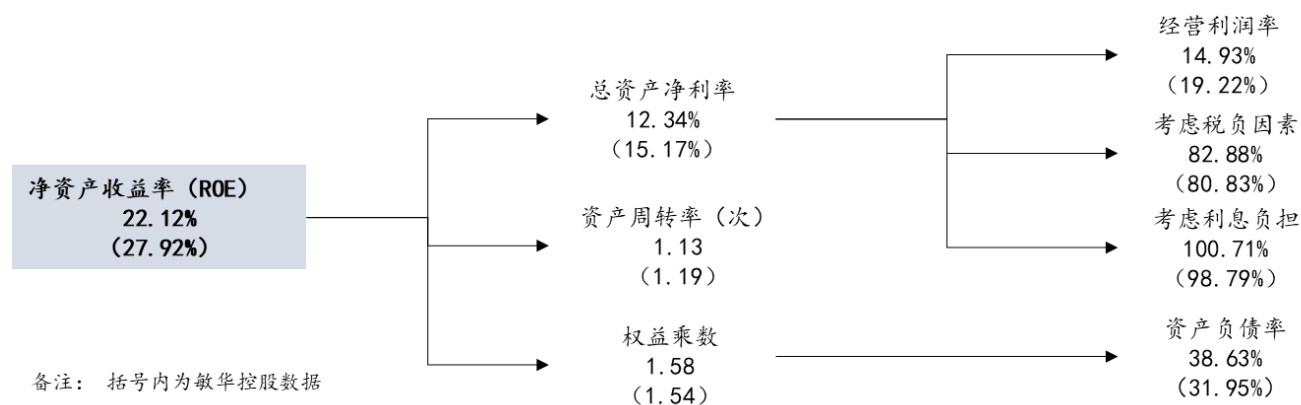 净资产收益率（ROE）
22.12%
(27.92%)
总资产净利率
12.34%
(15.17%)
资产周转率（次）
1.13
（1.19）
权益乘数
1.58
(1.54)
经营利润率
14.93%
（19.22%）
考虑税负因素
82.88%
(80.83%)
考虑利息负担
100.71%
（98.79%）
资产负债率
38.63%
(31.95%)
备注： 括号内为敏华控股数据